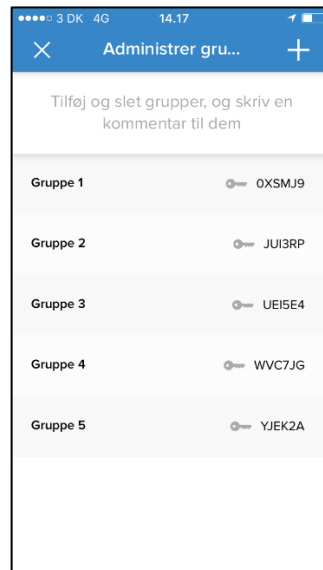 3 DK 4G 14.17
Administrer gru...
Tilføj og slet grupper, og skriv en
kommentar til dem
Gruppe 1 0XSMJ9
Gruppe 2 JUI3RP
Gruppe 3 UEI5E4
Gruppe 4 WVC7JG
Gruppe 5 YJEK2A